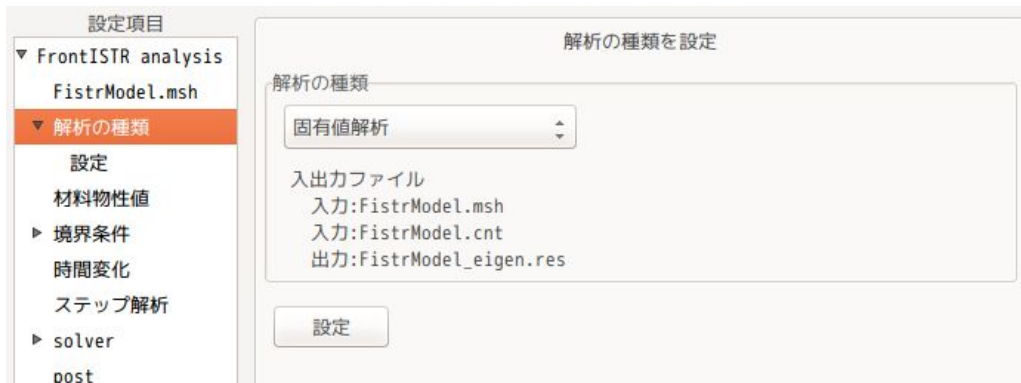 設定項目
FrontISTR analysis
FistrModel.msh
解析の種類
設定
材料物性値
境界条件
時間変化
ステップ解析
solver
post
解析の種類を設定
解析の種類
固有値解析
入出力ファイル
入力:FistrModel.msh
入力:FistrModel.cnt
出力:FistrModel_eigen.res
設定